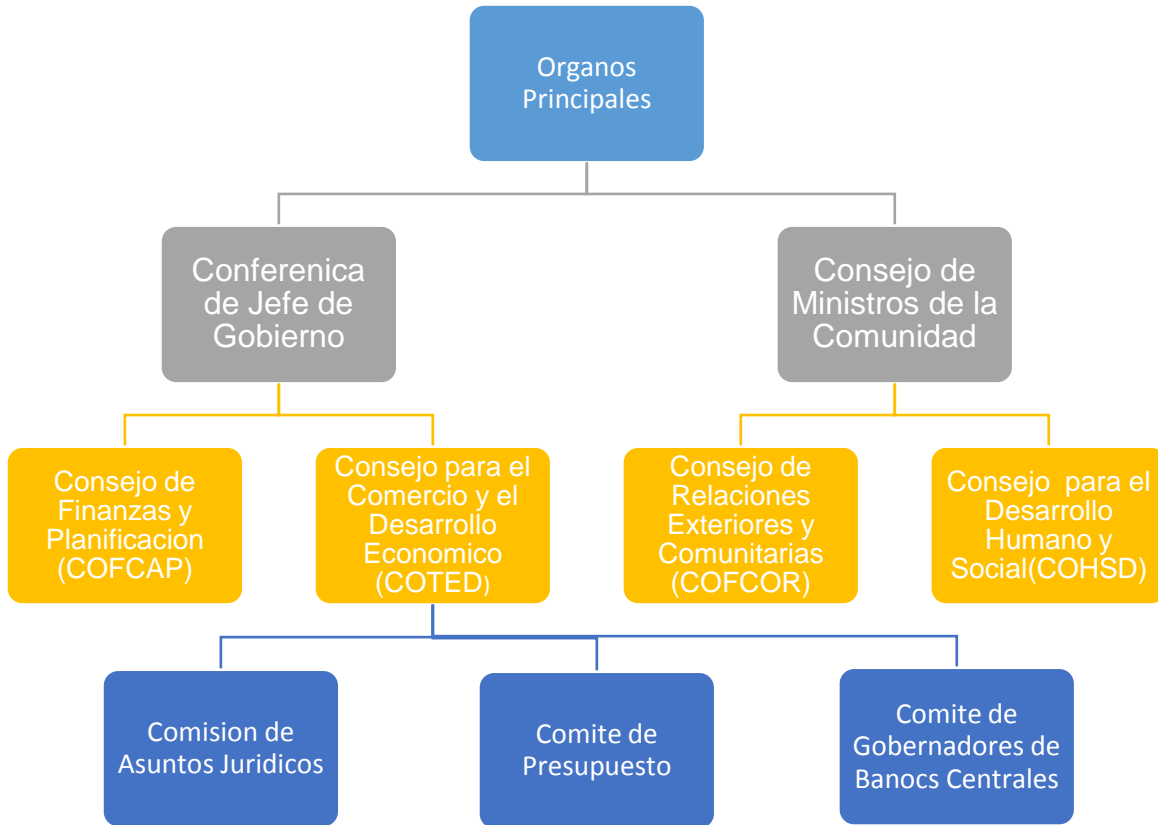 Organos
Principales
Conferenica
de Jefe de
Gobierno
Consejo de
Ministros de la
Comunidad
Consejo de
Finanzas y
Planificacion
(COFCAP)
Consejo para el
Comercio y el
Desarrollo
Economico
(COTED)
Consejo de
Relaciones
Exteriores y
Comunitarias
(COFCOR)
Consejo para el
Desarrollo
Humano y
Social(COHSD)
Comision de
Asuntos Juridicos
Comite de
Presupuesto
Comite de
Gobernadores de
Banocs Centrales